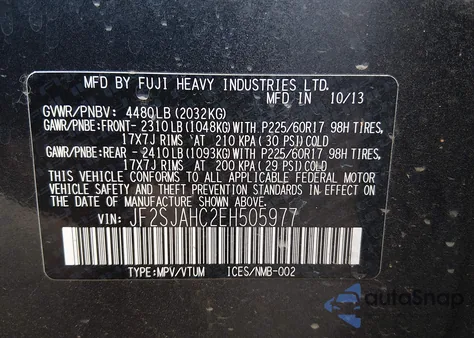 MFD BY FUJI HEAVY INDUSTRIES LTD.
MFD IN 10/13
GVWR/PNBV: 4480LB (2032KG)
GAWR/PNBE:FRONT- 2310LB (1048KG) WITH P225/60R17 98H TIRES,
17X7J RIMS AT 210 KPA ( 30 PSI) COLD
GAWR/PNBE:REAR - 2410LB (1093KG) WITH P225/60R17 98H TIRES,
17X7J RIMS AT 200 KPA ( 29 PSI) COLD
THIS VEHICLE CONFORMS TO ALL APPLICABLE FEDERAL MOTOR
VEHICLE SAFETY AND THEFT PREVENTION STANDARDS IN EFFECT ON
THE DATE OF MANUFACTURE SHOWN ABOVE.
VIN: JF2SJAHC2EH505977
TYPE:MPV/VTUM ICES/NMB-002
autoSnap